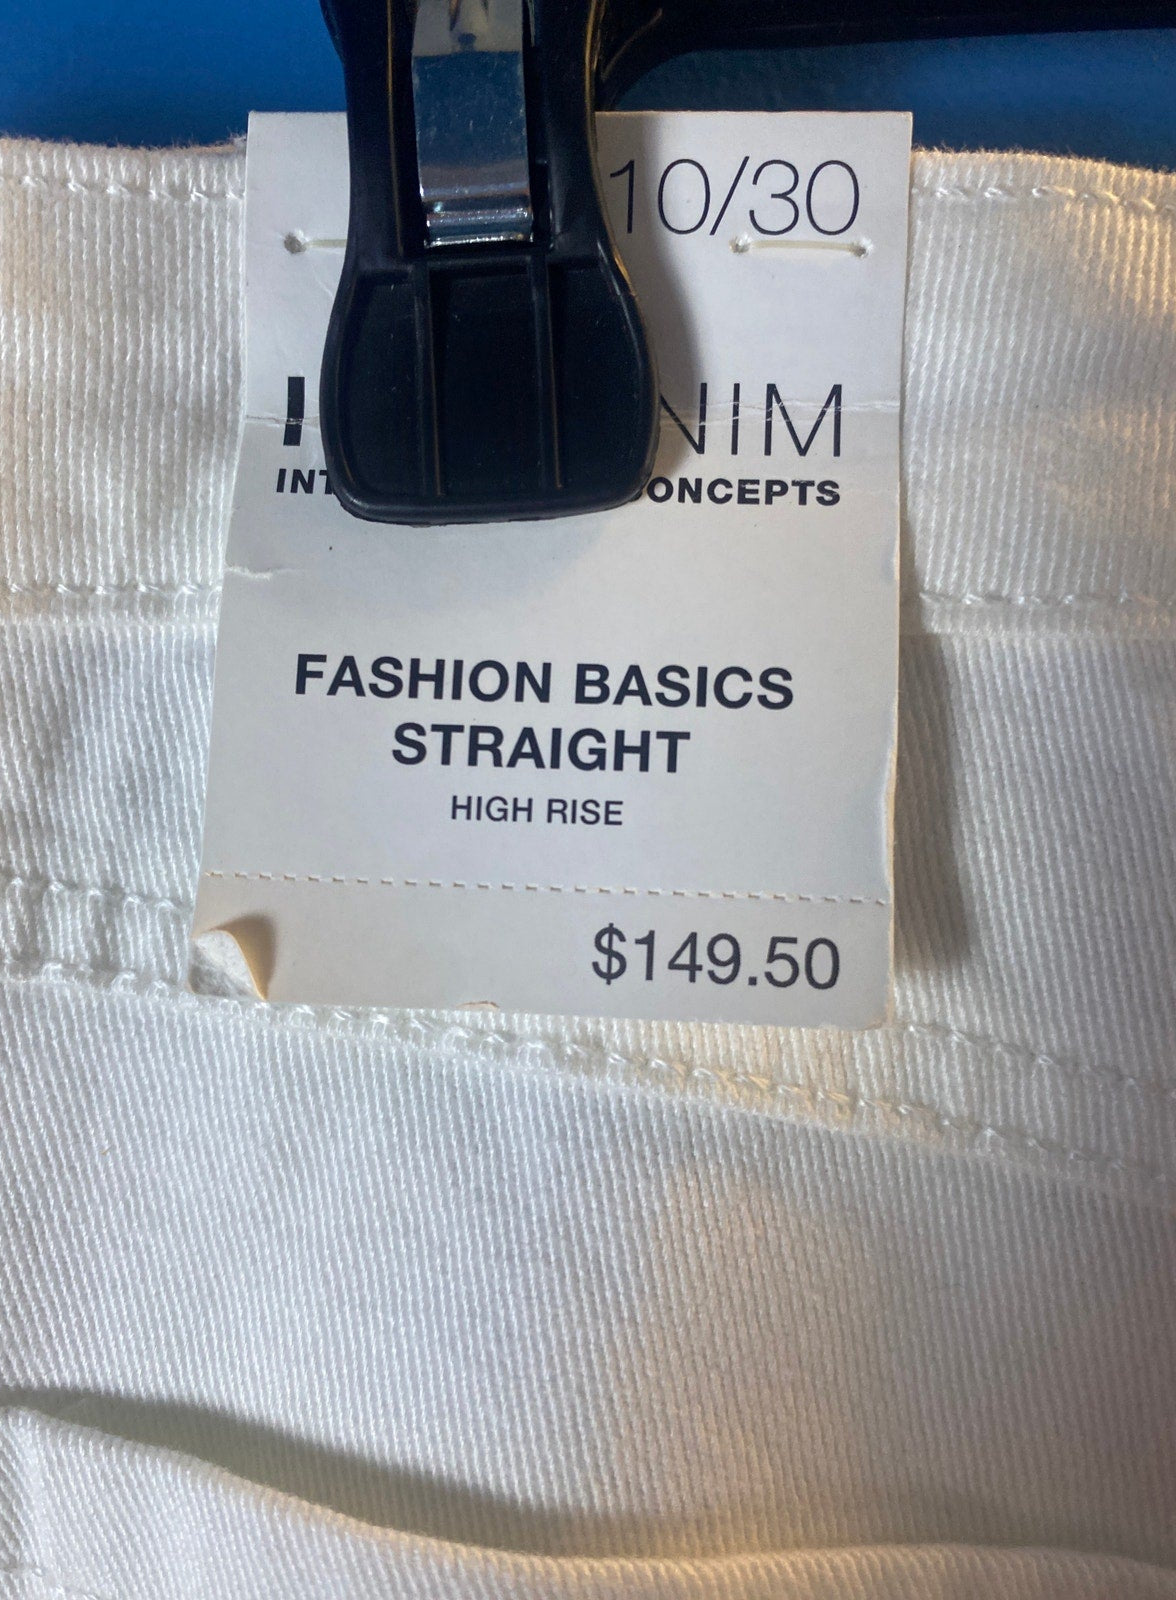 10/30
NIM
INT ONCEPTS
FASHION BASICS
STRAIGHT
HIGH RISE
$149.50